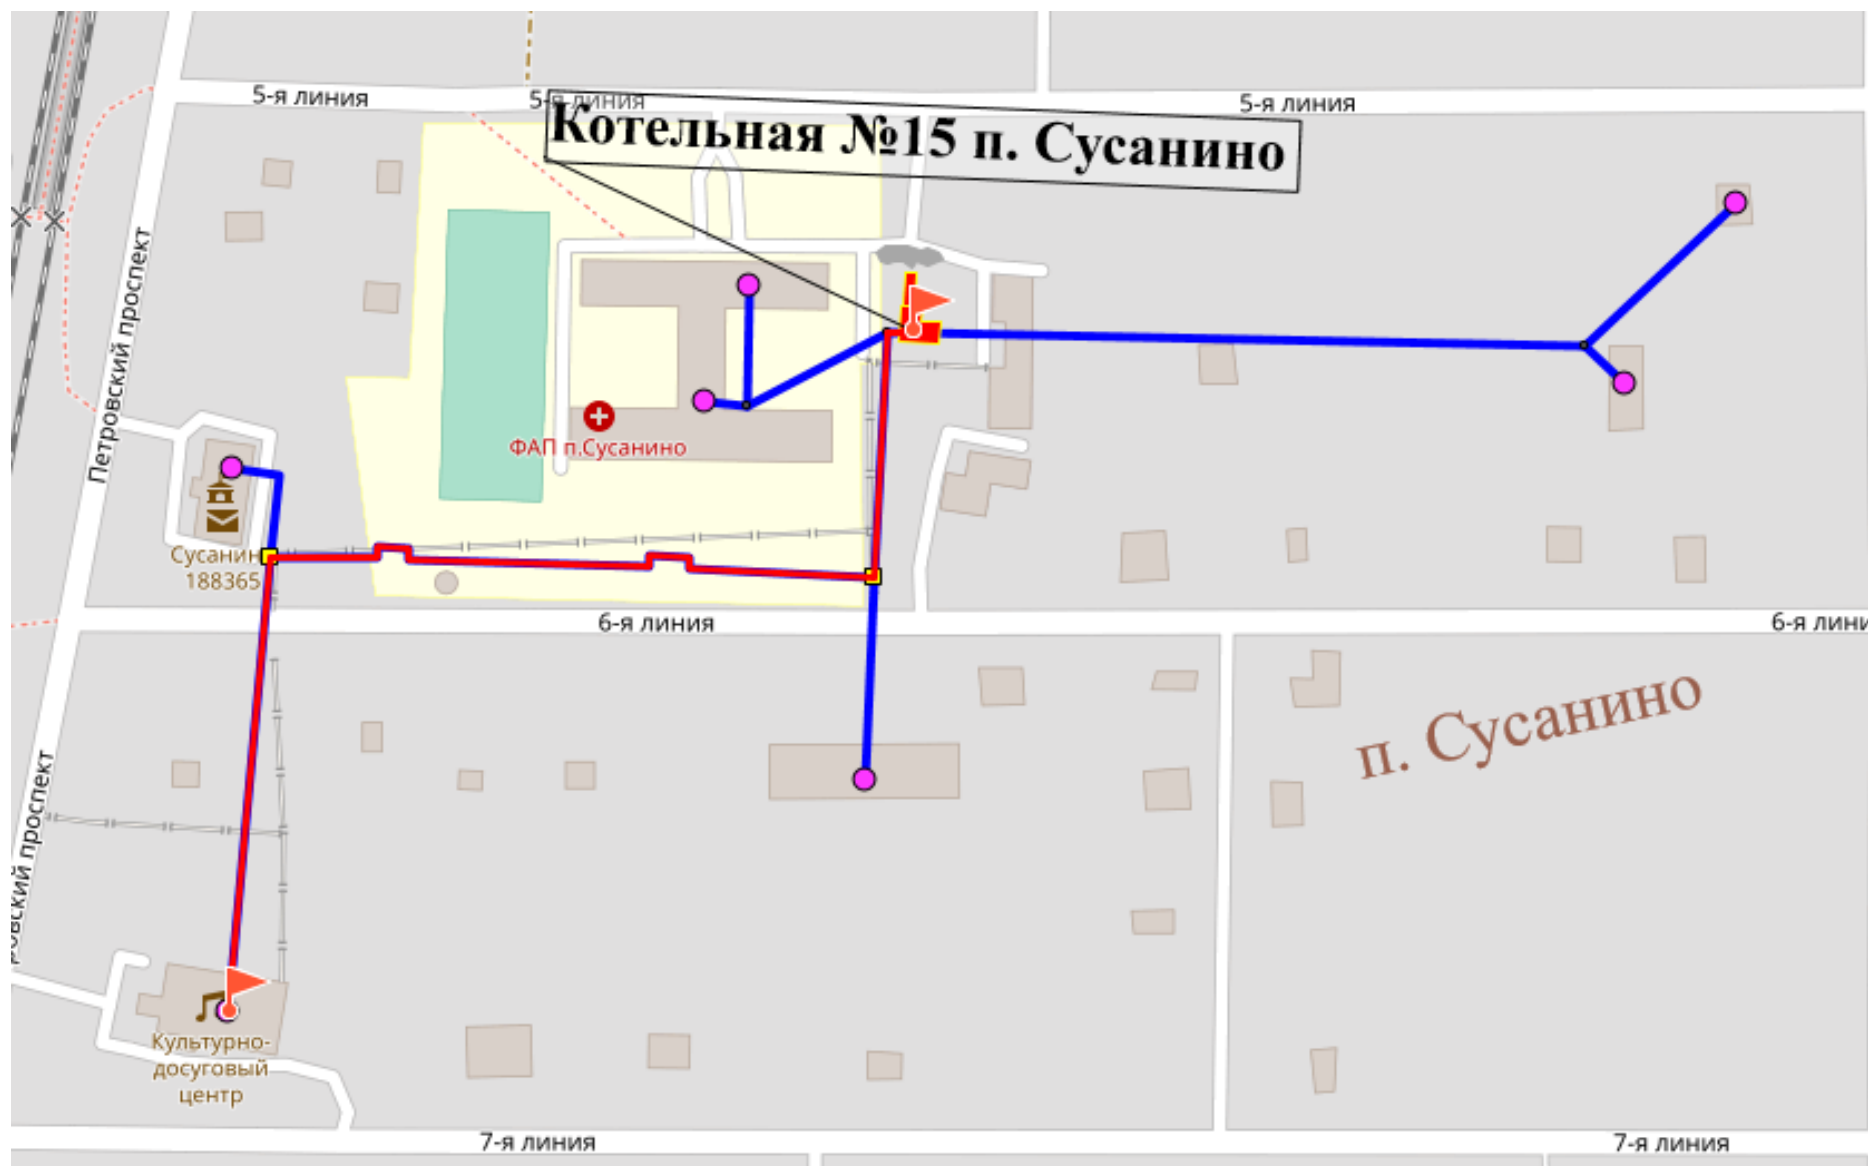 5-я линия
5-я линия
5-я линия
Котельная №15 п. Сусанино
Петровский проспект
ФАП п.Сусанино
Сусанин
188365
6-я линия
6-я лини
п. Сусанино
ровский проспект
Культурно-
досуговый
центр
7-я линия
7-я линия